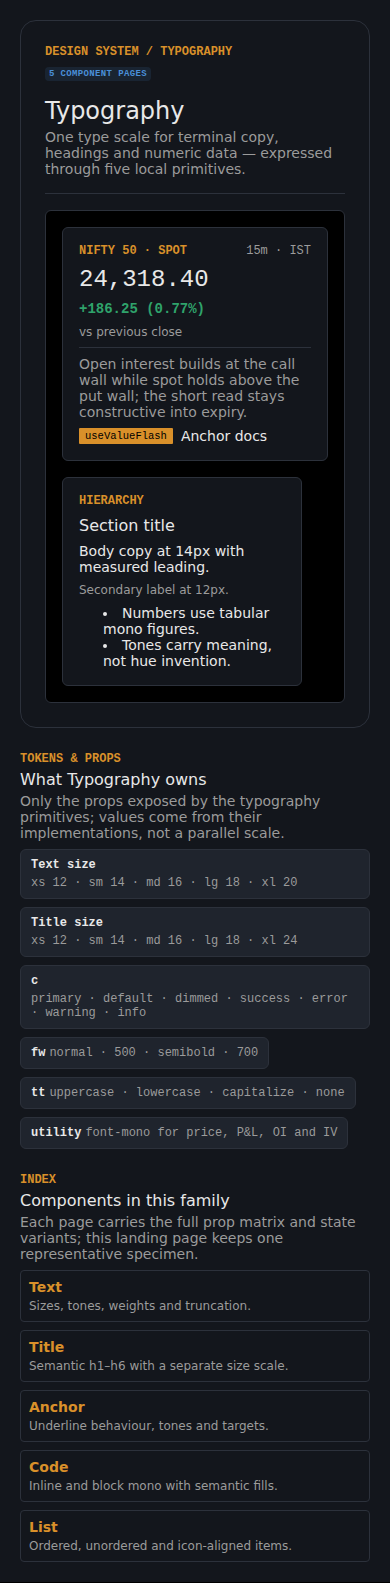 DESIGN SYSTEM / TYPOGRAPHY
5 COMPONENT PAGES
Typography
One type scale for terminal copy,
headings and numeric data — expressed
through five local primitives.
NIFTY 50 · SPOT 15m · IST
24,318.40
+186.25 (0.77%)
vs previous close
Open interest builds at the call
wall while spot holds above the
put wall; the short read stays
constructive into expiry.
useValueFlash Anchor docs
HIERARCHY
Section title
Body copy at 14px with
measured leading.
Secondary label at 12px.
• Numbers use tabular
mono figures.
• Tones carry meaning,
not hue invention.
TOKENS & PROPS
What Typography owns
Only the props exposed by the typography
primitives; values come from their
implementations, not a parallel scale.
Text size
xs 12 · sm 14 · md 16 · lg 18 · xl 20
Title size
xs 12 · sm 14 · md 16 · lg 18 · xl 24
c
primary · default · dimmed · success · error
· warning · info
fw normal · 500 · semibold · 700
tt uppercase · lowercase · capitalize · none
utility font-mono for price, P&L, OI and IV
INDEX
Components in this family
Each page carries the full prop matrix and state
variants; this landing page keeps one
representative specimen.
Text
Sizes, tones, weights and truncation.
Title
Semantic h1–h6 with a separate size scale.
Anchor
Underline behaviour, tones and targets.
Code
Inline and block mono with semantic fills.
List
Ordered, unordered and icon-aligned items.